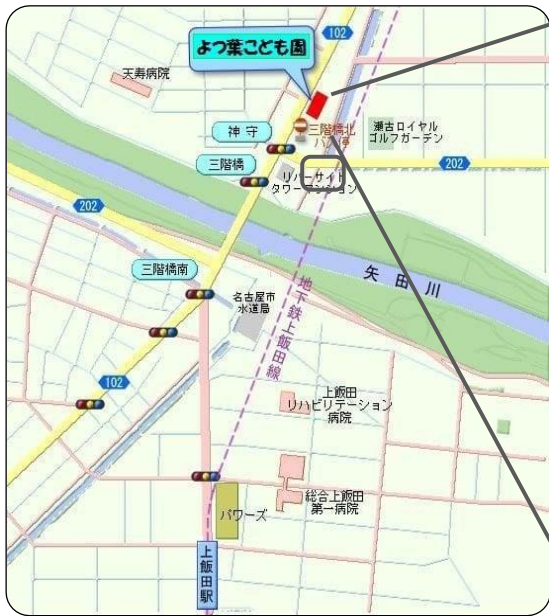 102
よつ葉こども園
天寿病院
神守
三階橋北
バス停
瀬古ロイヤル
ゴルフガーデン
三階橋
リバーサイド
タワーマンション
202
202
矢田川
三階橋南
名古屋市
水道局
地下鉄上飯田線
102
上飯田
リハビリテーション
病院
総合上飯田
第一病院
パワーズ
上飯田駅